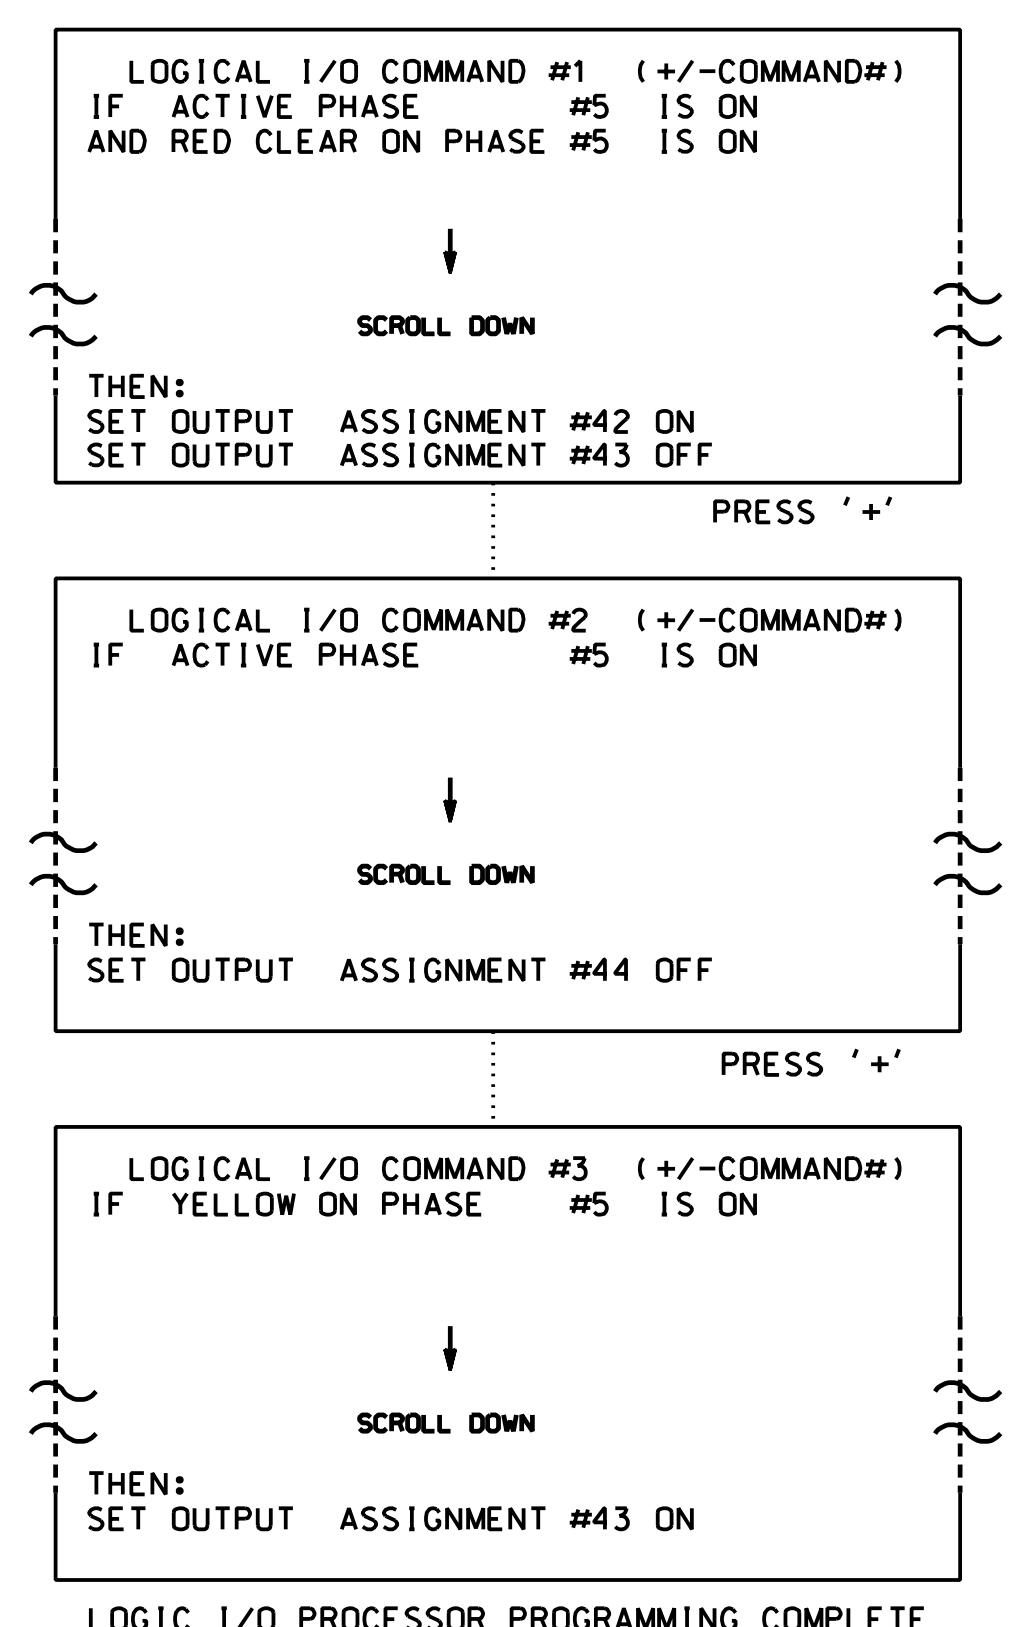 LOGICAL I/O COMMAND #1 (+/-COMMAND#)
IF ACTIVE PHASE #5 IS ON
AND RED CLEAR ON PHASE #5 IS ON
SCROLL DOWN
THEN:
SET OUTPUT ASSIGNMENT #42 ON
SET OUTPUT ASSIGNMENT #43 OFF
PRESS '+'
LOGICAL I/O COMMAND #2 (+/-COMMAND#)
IF ACTIVE PHASE #5 IS ON
SCROLL DOWN
THEN:
SET OUTPUT ASSIGNMENT #44 OFF
PRESS '+'
LOGICAL I/O COMMAND #3 (+/-COMMAND#)
IF YELLOW ON PHASE #5 IS ON
SCROLL DOWN
THEN:
SET OUTPUT ASSIGNMENT #43 ON
LOGIC I/O PROCESSOR PROGRAMMING COMPLETE